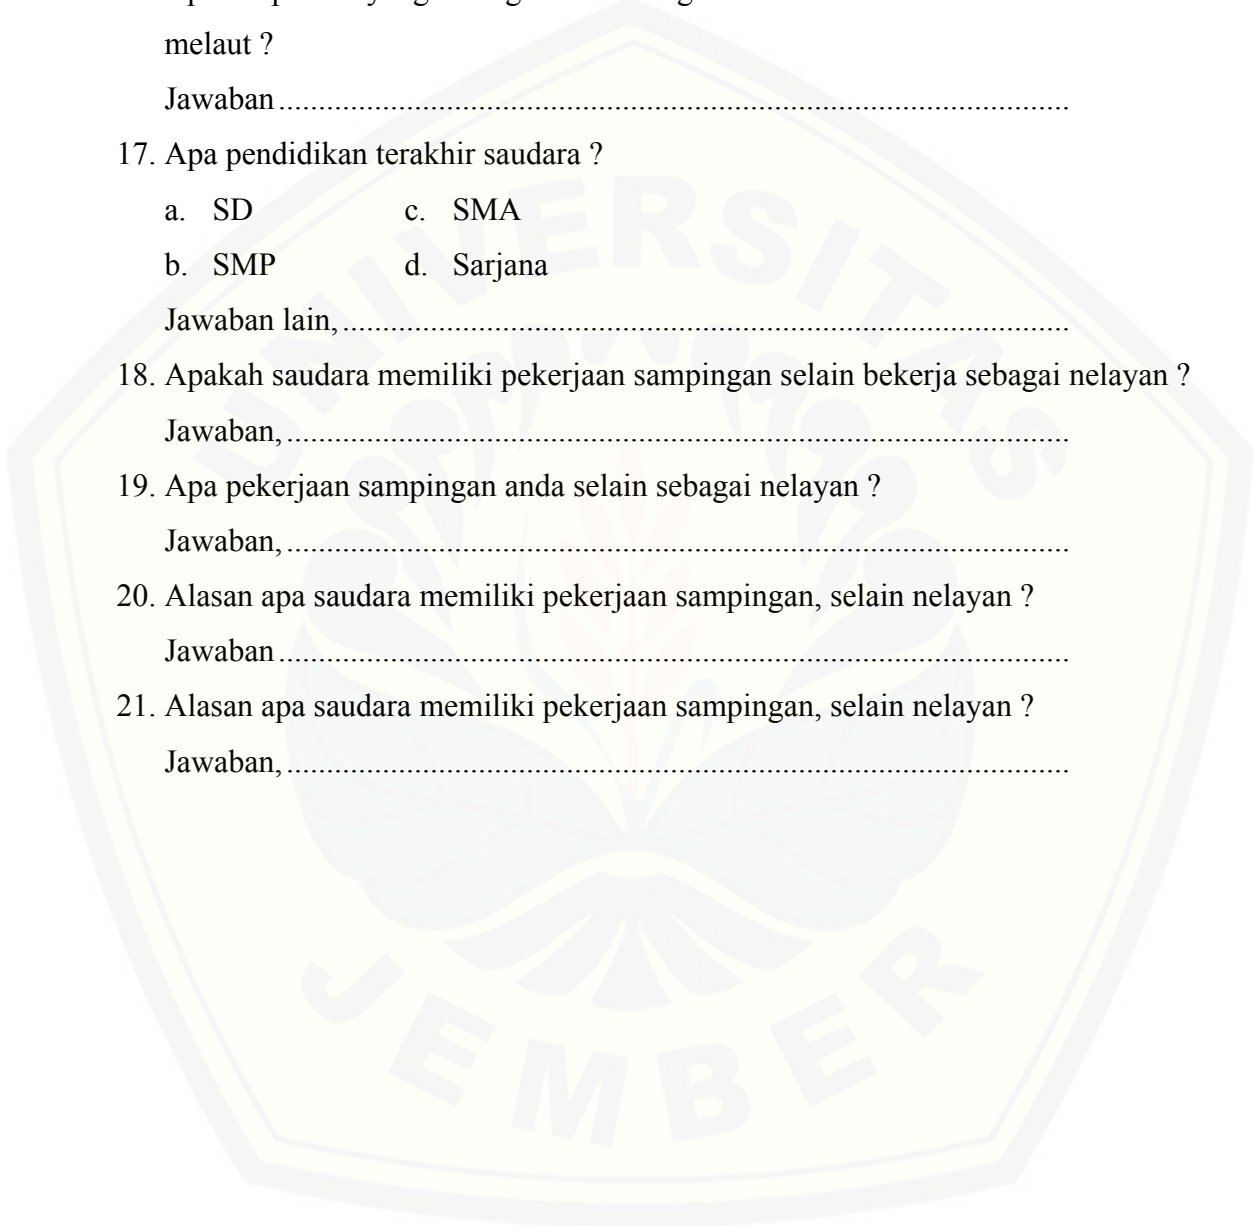 melaut ?
Jawaban....................................................................................................
17. Apa pendidikan terakhir saudara ?
a. SD c. SMA
b. SMP d. Sarjana
Jawaban lain,............................................................................................
18. Apakah saudara memiliki pekerjaan sampingan selain bekerja sebagai nelayan ?
Jawaban,...................................................................................................
19. Apa pekerjaan sampingan anda selain sebagai nelayan ?
Jawaban,...................................................................................................
20. Alasan apa saudara memiliki pekerjaan sampingan, selain nelayan ?
Jawaban....................................................................................................
21. Alasan apa saudara memiliki pekerjaan sampingan, selain nelayan ?
Jawaban,...................................................................................................
UNIVERSITAS
JEMBER